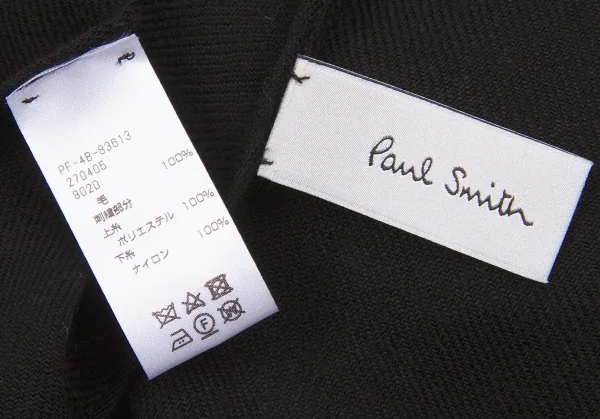 PF-4B-83613
270405
8020
毛 100%
刺繍部分
上糸 ポリエステル 100%
下糸 ナイロン 100%
F
W
Paul Smith